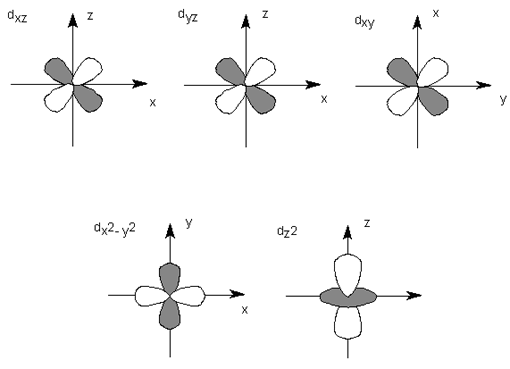 dxz z
x
dyz z
x
dxy x
y
dx2-y2 y
x
dz2 z